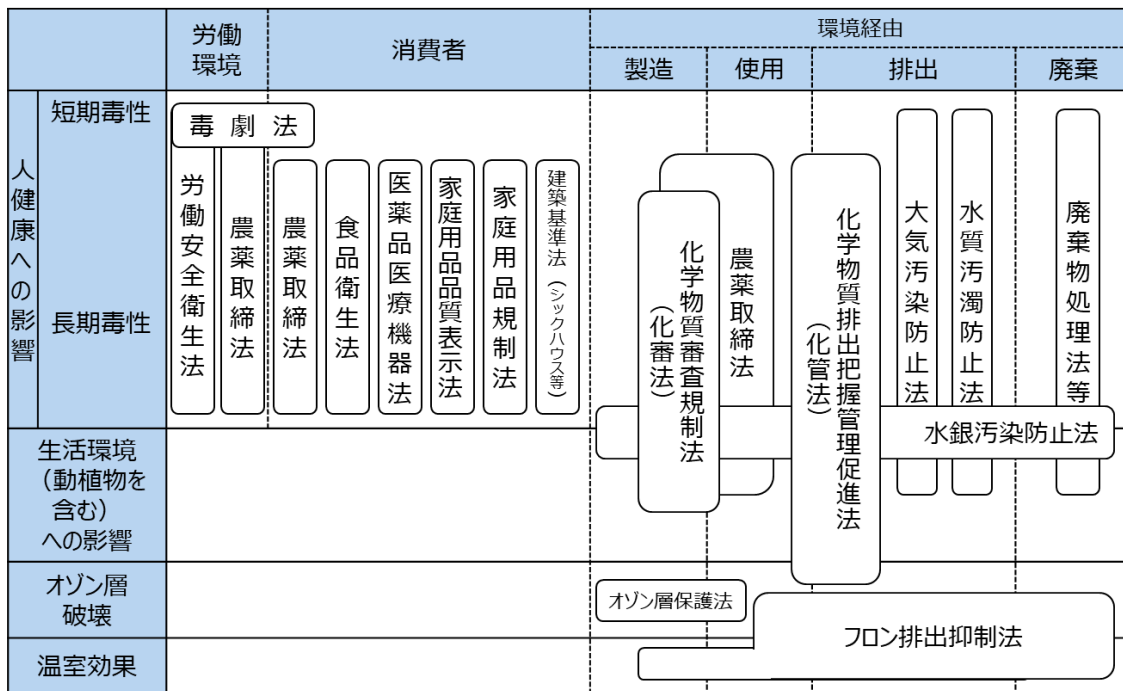 労働
環境
消費者
環境経由
製造
使用
排出
廃棄
人健康への影響
短期毒性
長期毒性
毒劇法
労働安全衛生法
農薬取締法
農薬取締法
食品衛生法
医薬品医療機器法
家庭用品品質表示法
家庭用品規制法
建築基準法(シックハウス等)
化学物質審査規制法
(化審法)
農薬取締法
化学物質排出把握管理促進法
(化管法)
大気汚染防止法
水質汚濁防止法
廃棄物処理法等
水銀汚染防止法
生活環境
(動植物を
含む)
への影響
オゾン層
破壊
オゾン層保護法
フロン排出抑制法
温室効果